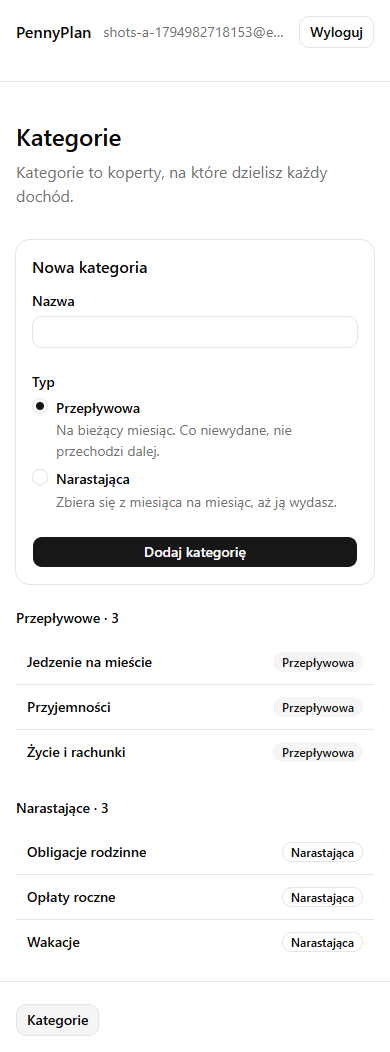 PennyPlan shots-a-1794982718153@e... Wyloguj
Kategorie
Kategorie to koperty, na które dzielisz każdy
dochód.
Nowa kategoria
Nazwa
Typ
Przepływowa
Na bieżący miesiąc. Co niewydane, nie
przechodzi dalej.
Narastająca
Zbiera się z miesiąca na miesiąc, aż ją wydasz.
Dodaj kategorię
Przepływowe · 3
Jedzenie na mieście Przepływowa
Przyjemności Przepływowa
Życie i rachunki Przepływowa
Narastające · 3
Obligacje rodzinne Narastająca
Opłaty roczne Narastająca
Wakacje Narastająca
Kategorie